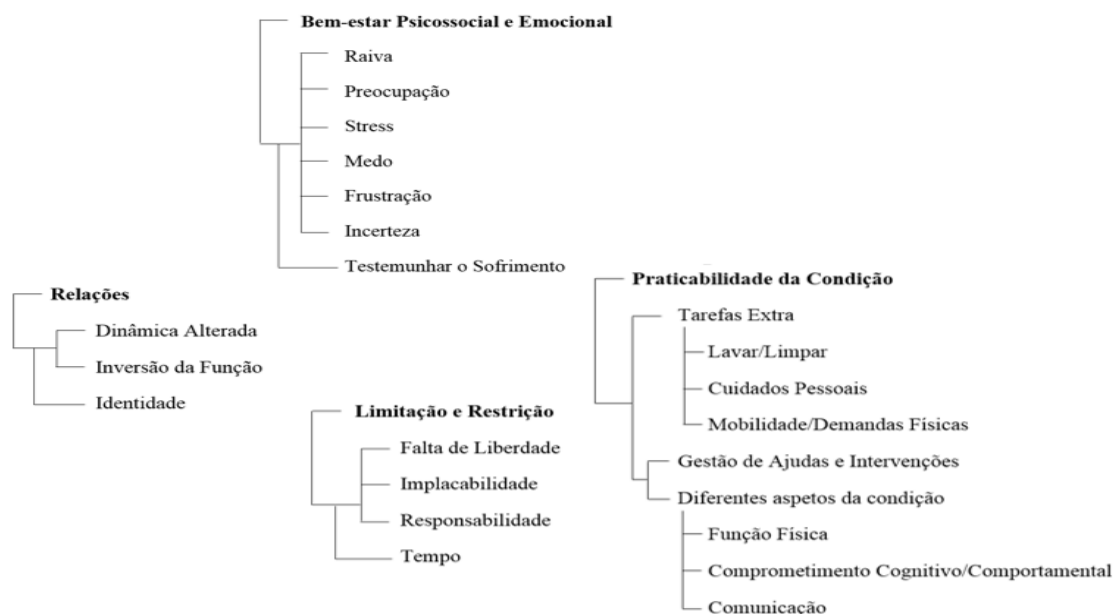 Bem-estar Psicossocial e Emocional
Raiva
Preocupação
Stress
Medo
Frustração
Incerteza
Testemunhar o Sofrimento
Relações
Dinâmica Alterada
Inversão da Função
Identidade
Limitação e Restrição
Falta de Liberdade
Implacabilidade
Responsabilidade
Tempo
Praticabilidade da Condição
Tarefas Extra
Lavar/Limpar
Cuidados Pessoais
Mobilidade/Demandas Físicas
Gestão de Ajudas e Intervenções
Diferentes aspetos da condição
Função Física
Comprometimento Cognitivo/Comportamental
Comunicação